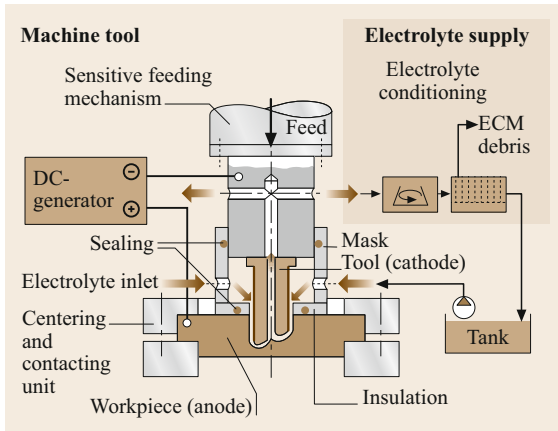 Machine tool
Electrolyte supply
Sensitive feeding
mechanism
Electrolyte
conditioning
Feed
ECM
debris
DC-
generator
−
+
Sealing
Mask
Tool (cathode)
Electrolyte inlet
Centering
and
contacting
unit
Tank
Workpiece (anode)
Insulation